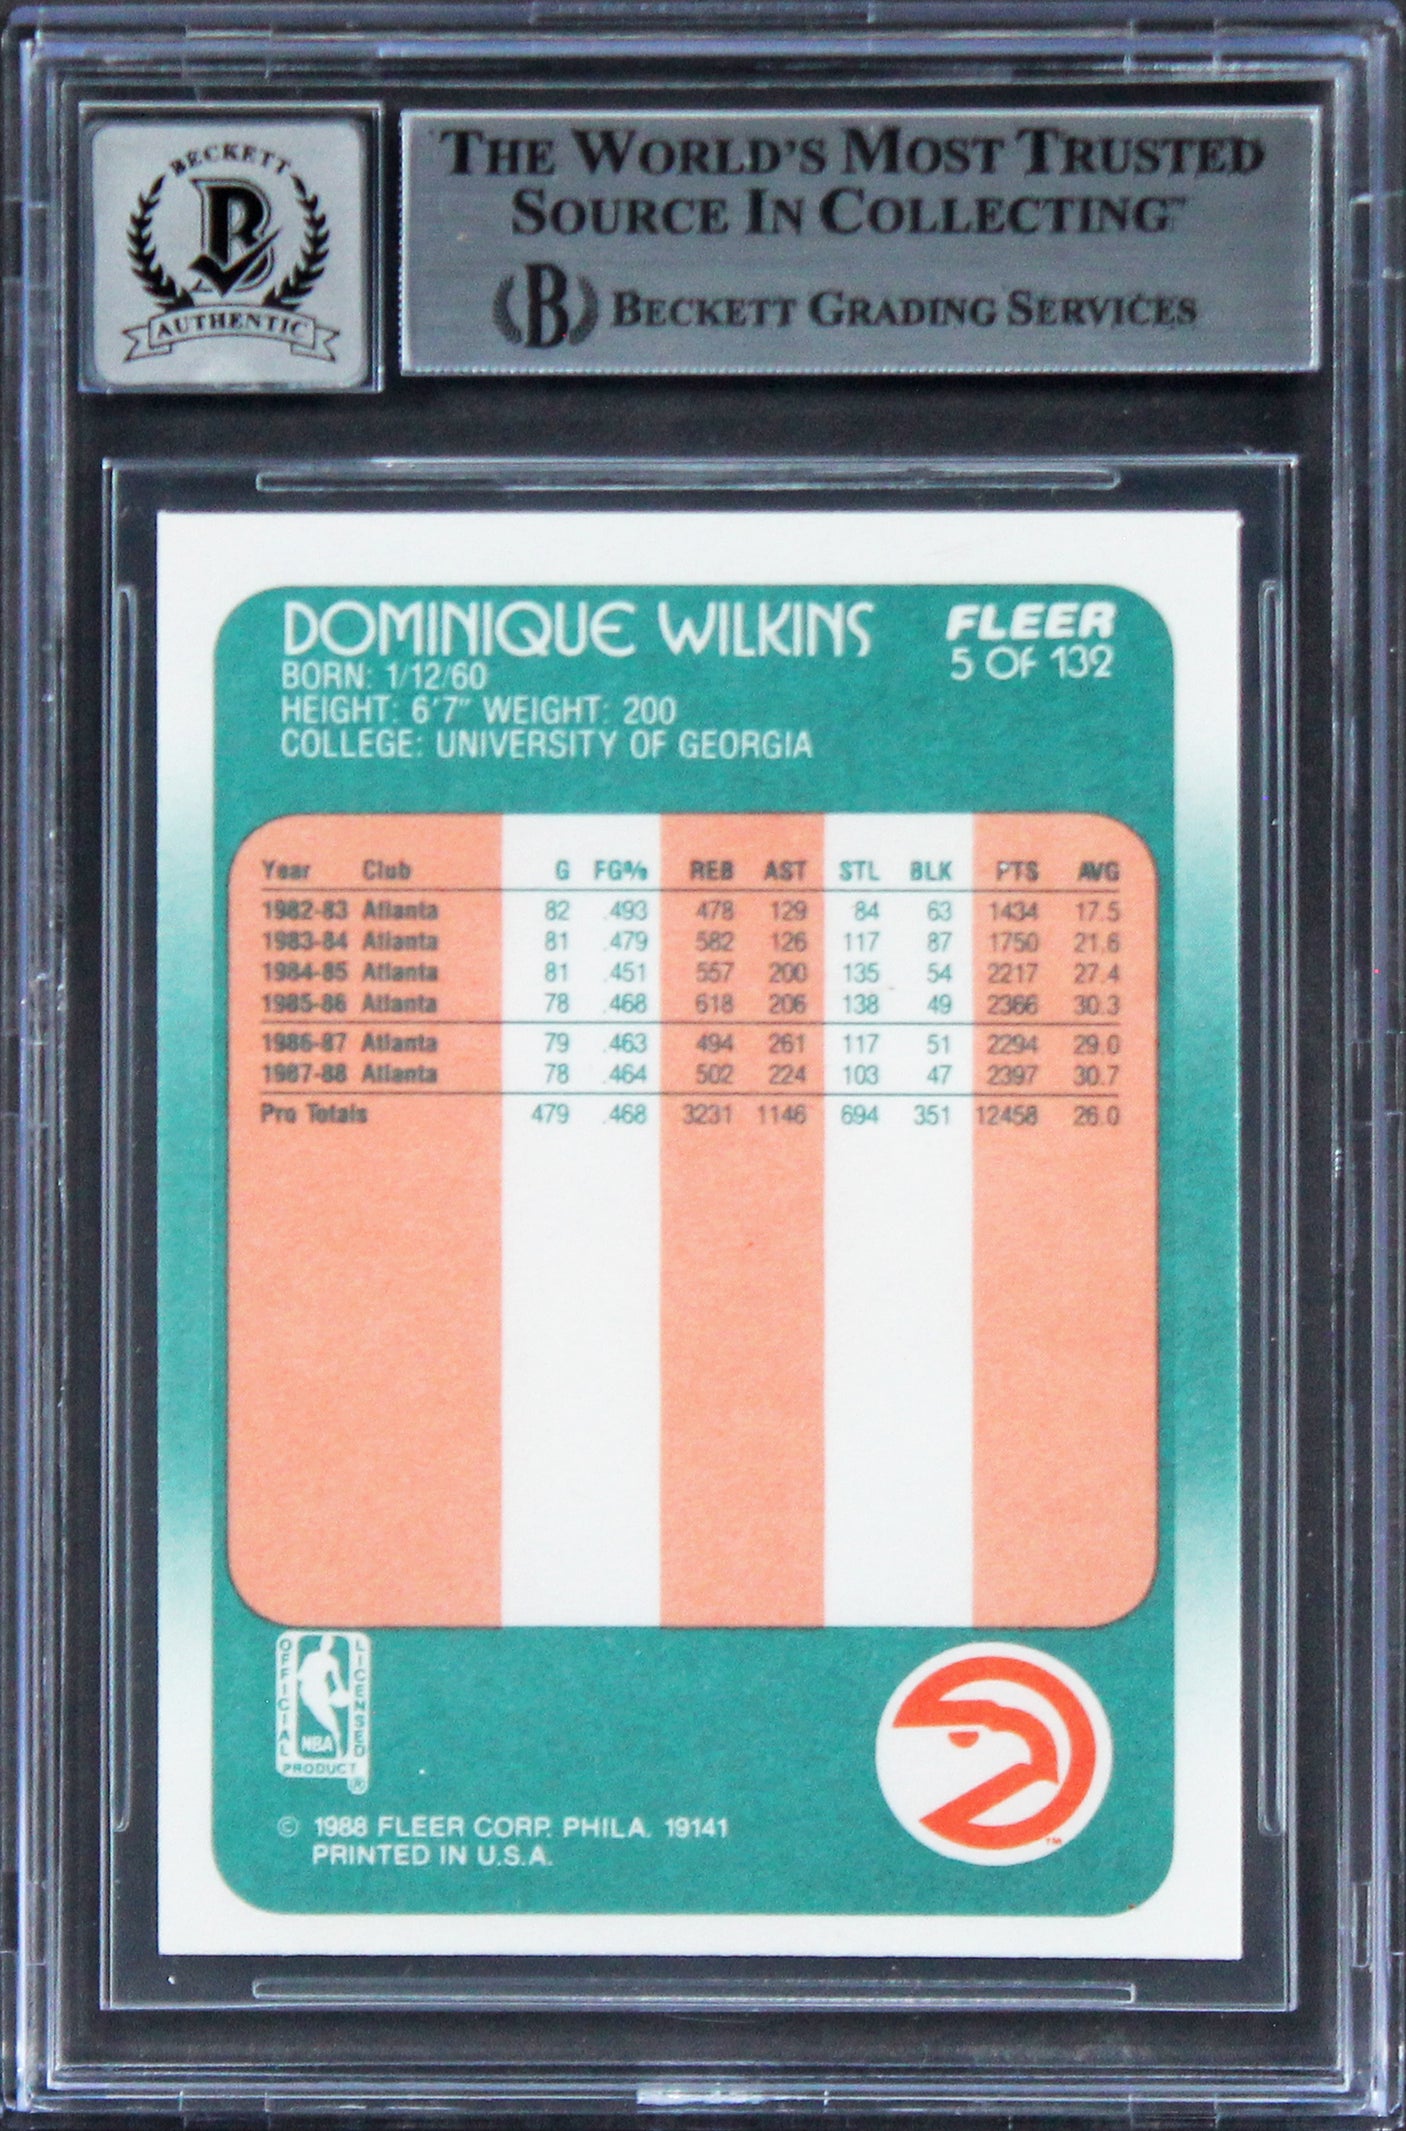 BECKETT
AUTHENTIC
THE WORLD'S MOST TRUSTED
SOURCE IN COLLECTING™
B BECKETT GRADING SERVICES
DOMINIQUE WILKINS
BORN: 1/12/60
HEIGHT: 6'7" WEIGHT: 200
COLLEGE: UNIVERSITY OF GEORGIA
FLEER
5 OF 132
Year Club G FG% REB AST STL BLK PTS AVG
1982-83 Atlanta 82 .493 478 129 84 63 1434 17.5
1983-84 Atlanta 81 .479 582 126 117 87 1750 21.6
1984-85 Atlanta 81 .451 557 200 135 54 2217 27.4
1985-86 Atlanta 78 .468 618 206 138 49 2366 30.3
1986-87 Atlanta 79 .463 494 261 117 51 2294 29.0
1987-88 Atlanta 78 .464 502 224 103 47 2397 30.7
Pro Totals 479 .468 3231 1146 694 351 12458 26.0
OFFICIAL
LICENSED
NBA
PRODUCT
®
© 1988 FLEER CORP. PHILA. 19141
PRINTED IN U.S.A.
™